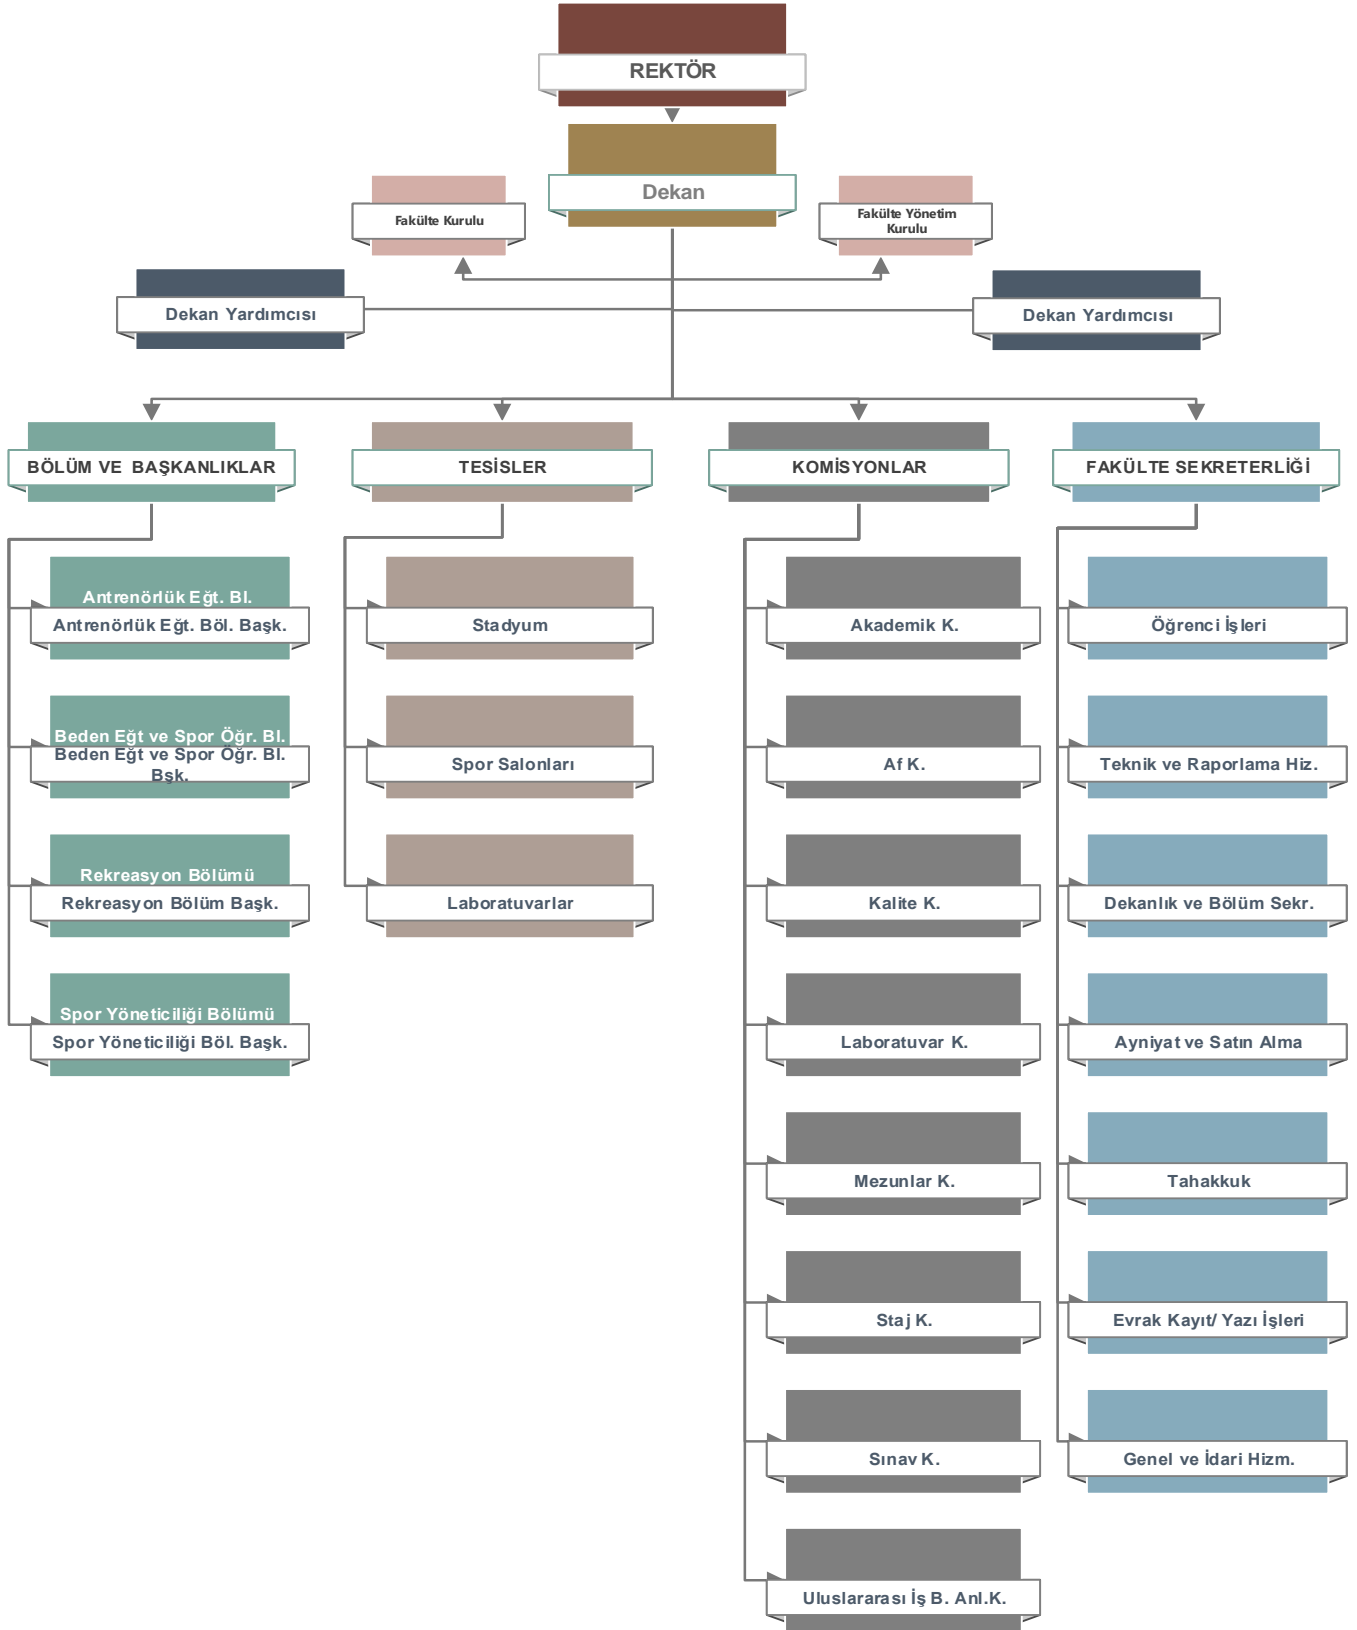 REKTÖR
Dekan
Fakülte Kurulu
Fakülte Yönetim
Kurulu
Dekan Yardımcısı
Dekan Yardımcısı
BÖLÜM VE BAŞKANLIKLAR
TESİSLER
KOMİSYONLAR
FAKÜLTE SEKRETERLİĞİ
Antrenörlük Eğt. Bl.
Antrenörlük Eğt. Böl. Başk.
Beden Eğt ve Spor Öğr. Bl.
Beden Eğt ve Spor Öğr. Bl.
Bşk.
Rekreasyon Bölümü
Rekreasyon Bölüm Başk.
Spor Yöneticiliği Bölümü
Spor Yöneticiliği Böl. Başk.
Stadyum
Spor Salonları
Laboratuvarlar
Akademik K.
Af K.
Kalite K.
Laboratuvar K.
Mezunlar K.
Staj K.
Sınav K.
Uluslararası İş B. Anl.K.
Öğrenci İşleri
Teknik ve Raporlama Hiz.
Dekanlık ve Bölüm Sekr.
Ayniyat ve Satın Alma
Tahakkuk
Evrak Kayıt/ Yazı İşleri
Genel ve İdari Hizm.